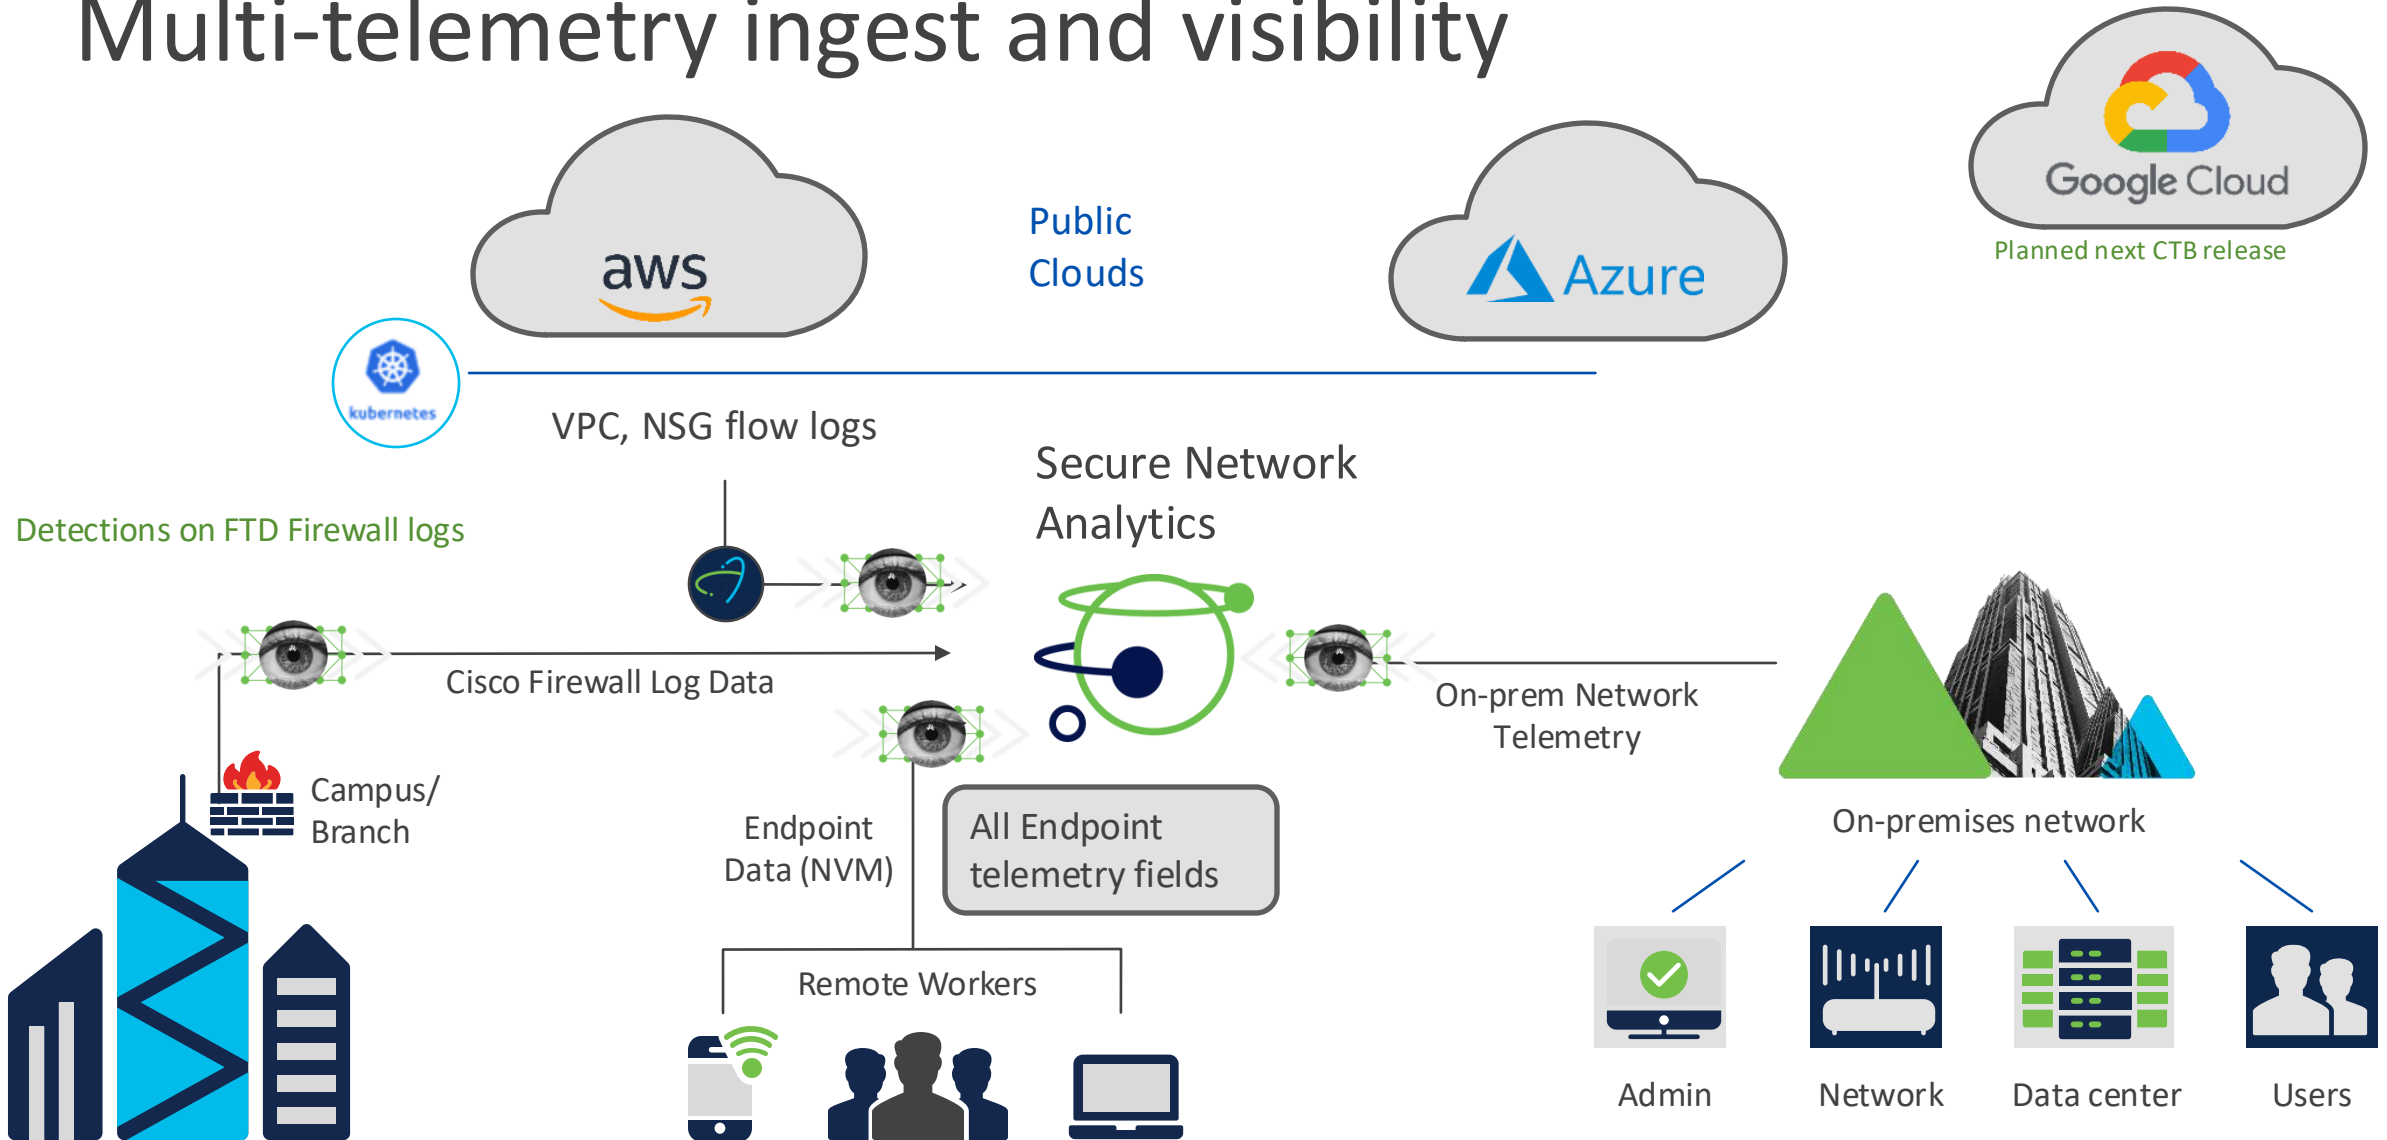 Multi-telemetry ingest and visibility
Google Cloud
Planned next CTB release
aws
Public
Clouds
Azure
kubernetes
VPC, NSG flow logs
Secure Network
Analytics
Detections on FTD Firewall logs
Cisco Firewall Log Data
On-prem Network
Telemetry
Campus/
Branch
Endpoint
Data (NVM)
All Endpoint
telemetry fields
On-premises network
Remote Workers
Admin
Network
Data center
Users